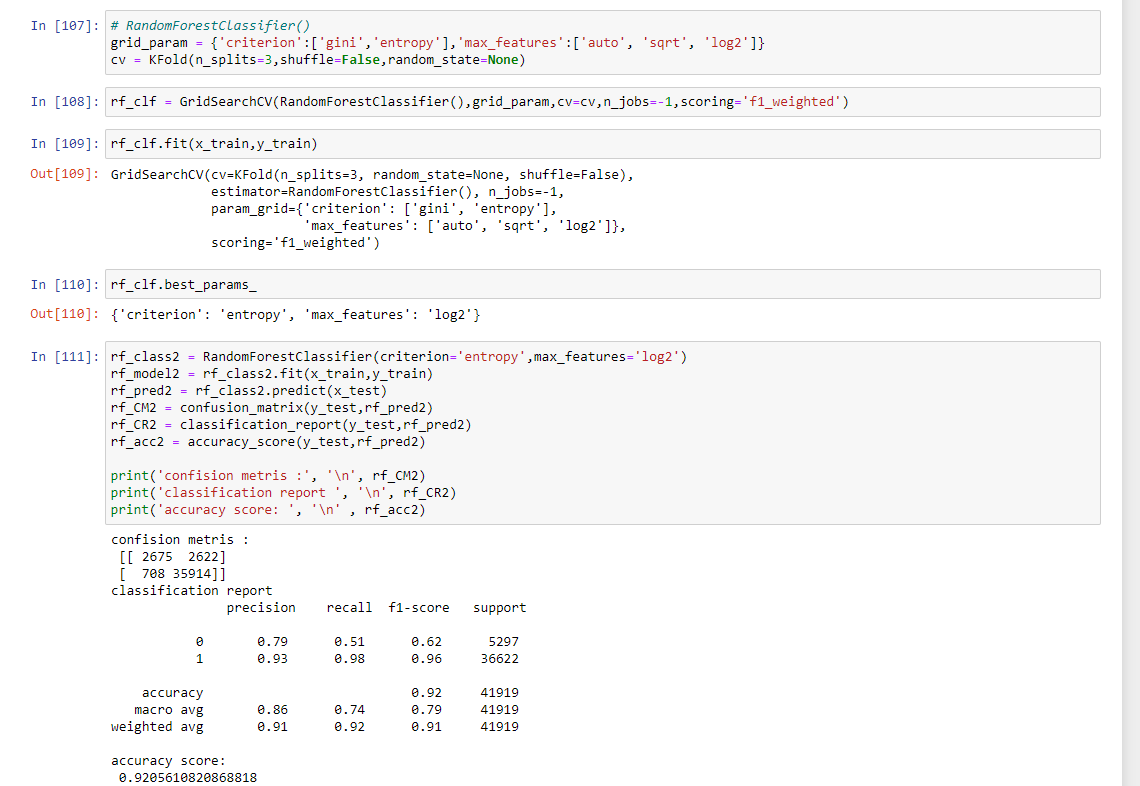 In [107]: # RandomForestClassifier()
grid_param = {'criterion':['gini','entropy'],'max_features':['auto', 'sqrt', 'log2']}
cv = KFold(n_splits=3,shuffle=False,random_state=None)
In [108]: rf_clf = GridSearchCV(RandomForestClassifier(),grid_param,cv=cv,n_jobs=-1,scoring='f1_weighted')
In [109]: rf_clf.fit(x_train,y_train)
Out[109]: GridSearchCV(cv=KFold(n_splits=3, random_state=None, shuffle=False),
estimator=RandomForestClassifier(), n_jobs=-1,
param_grid={'criterion': ['gini', 'entropy'],
'max_features': ['auto', 'sqrt', 'log2']},
scoring='f1_weighted')
In [110]: rf_clf.best_params_
Out[110]: {'criterion': 'entropy', 'max_features': 'log2'}
In [111]: rf_class2 = RandomForestClassifier(criterion='entropy',max_features='log2')
rf_model2 = rf_class2.fit(x_train,y_train)
rf_pred2 = rf_class2.predict(x_test)
rf_CM2 = confusion_matrix(y_test,rf_pred2)
rf_CR2 = classification_report(y_test,rf_pred2)
rf_acc2 = accuracy_score(y_test,rf_pred2)
print('confision metris :', '\n', rf_CM2)
print('classification report ', '\n', rf_CR2)
print('accuracy score: ', '\n' , rf_acc2)
confision metris :
[[ 2675 2622]
[ 708 35914]]
classification report
precision recall f1-score support
0 0.79 0.51 0.62 5297
1 0.93 0.98 0.96 36622
accuracy 0.92 41919
macro avg 0.86 0.74 0.79 41919
weighted avg 0.91 0.92 0.91 41919
accuracy score:
0.9205610820868818